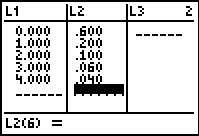 L1 L2 L3 2
0.000 .600 ------
1.000 .200
2.000 .100
3.000 .060
4.000 .040
------
L2(6) =